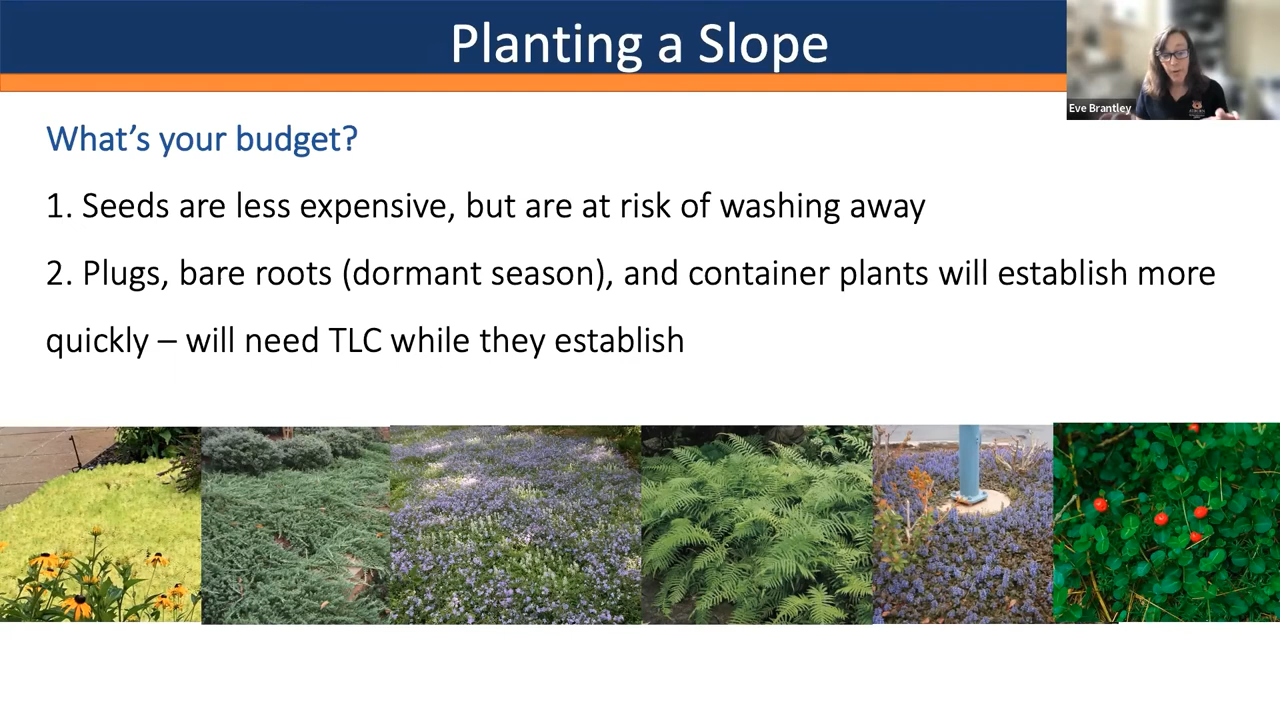 Planting a Slope
Eve Brantley
What's your budget?
1. Seeds are less expensive, but are at risk of washing away
2. Plugs, bare roots (dormant season), and container plants will establish more
quickly – will need TLC while they establish